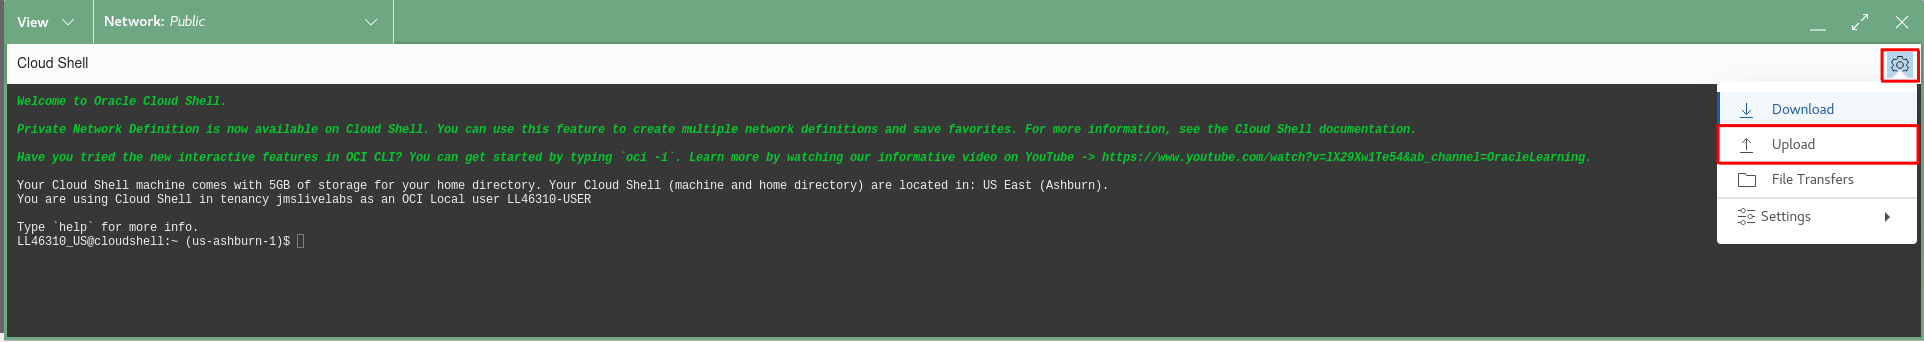 View Network: Public
Cloud Shell
Welcome to Oracle Cloud Shell.
Private Network Definition is now available on Cloud Shell. You can use this feature to create multiple network definitions and save favorites. For more information, see the Cloud Shell documentation.
Have you tried the new interactive features in OCI CLI? You can get started by typing `oci -i`. Learn more by watching our informative video on YouTube -> https://www.youtube.com/watch?v=lX29Xw1Te54&ab_channel=OracleLearning.
Your Cloud Shell machine comes with 5GB of storage for your home directory. Your Cloud Shell (machine and home directory) are located in: US East (Ashburn).
You are using Cloud Shell in tenancy jmslivelabs as an OCI Local user LL46310-USER
Type `help` for more info.
LL46310_US@cloudshell:~ (us-ashburn-1)$
Download
Upload
File Transfers
Settings